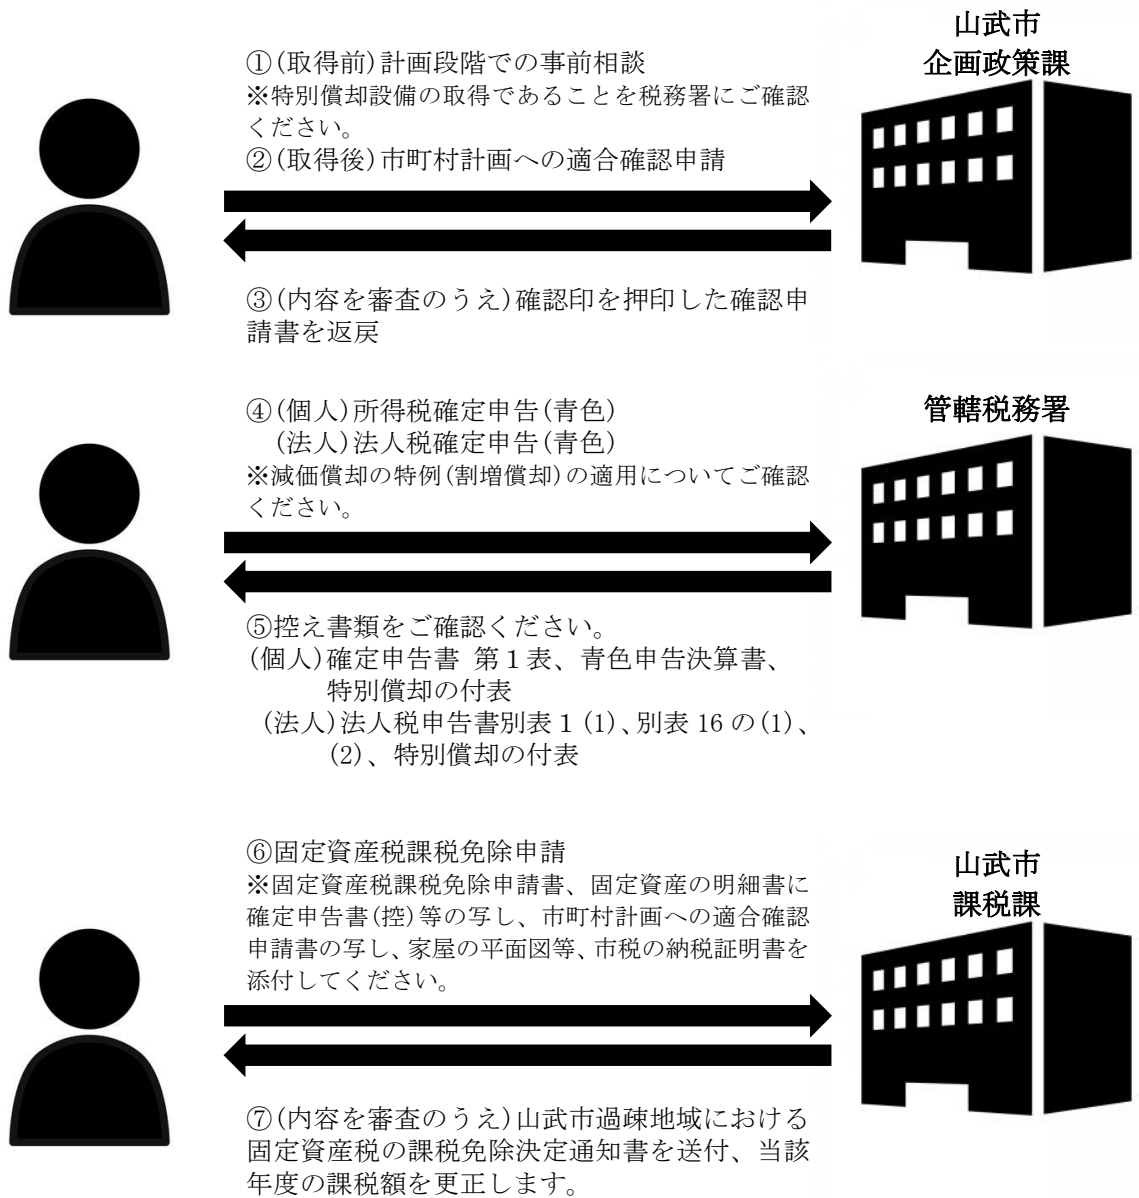 山武市
企画政策課
①(取得前)計画段階での事前相談
※特別償却設備の取得であることを税務署にご確認
ください。
②(取得後)市町村計画への適合確認申請
③(内容を審査のうえ)確認印を押印した確認申
請書を返戻
管轄税務署
④(個人)所得税確定申告(青色)
(法人)法人税確定申告(青色)
※減価償却の特例(割増償却)の適用についてご確認
ください。
⑤控え書類をご確認ください。
(個人)確定申告書 第1表、青色申告決算書、
特別償却の付表
(法人)法人税申告書別表1(1)、別表16の(1)、
(2)、特別償却の付表
山武市
課税課
⑥固定資産税課税免除申請
※固定資産税課税免除申請書、固定資産の明細書に
確定申告書(控)等の写し、市町村計画への適合確認
申請書の写し、家屋の平面図等、市税の納税証明書を
添付してください。
⑦(内容を審査のうえ)山武市過疎地域における
固定資産税の課税免除決定通知書を送付、当該
年度の課税額を更正します。